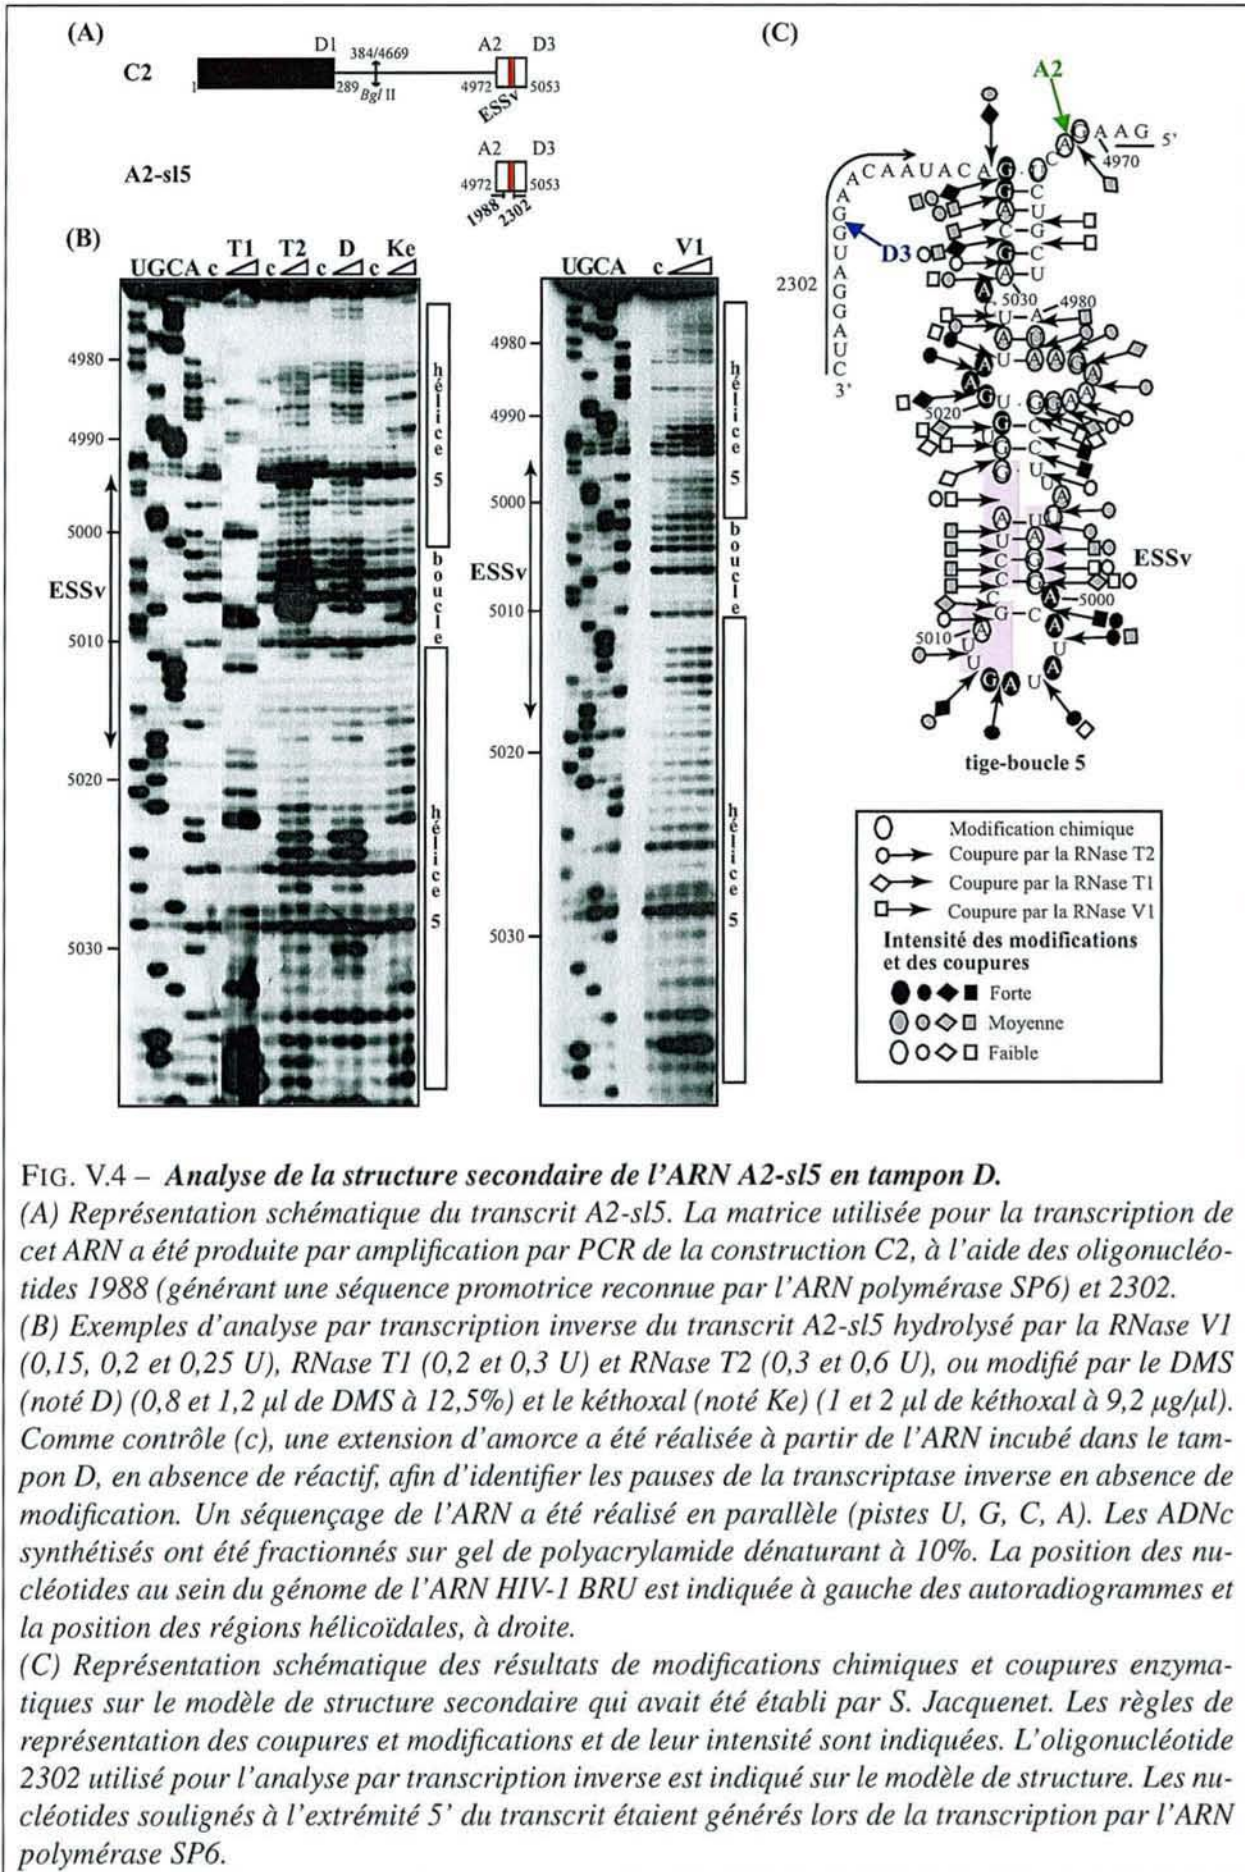 (A)
D1
384/4669
A2
D3
C2
1
289
Bgl II
4972
5053
ESSv
A2
D3
A2-sl5
4972
5053
1988
2302
(B)
UGCA
c
T1
c
T2
c
D
c
Ke
4980
4990
5000
ESSv
5010
5020
5030
hélice 5
boucle
hélice 5
UGCA
c
V1
4980
4990
5000
ESSv
5010
5020
5030
hélice 5
boucle
hélice 5
(C)
A2
5'
4970
D3
2302
3'
5030
4980
5020
ESSv
5000
5010
tige-boucle 5
Modification chimique
Coupure par la RNase T2
Coupure par la RNase T1
Coupure par la RNase V1
Intensité des modifications
et des coupures
Forte
Moyenne
Faible
FIG. V.4 – Analyse de la structure secondaire de l'ARN A2-sl5 en tampon D.
(A) Représentation schématique du transcrit A2-sl5. La matrice utilisée pour la transcription de
cet ARN a été produite par amplification par PCR de la construction C2, à l'aide des oligonucléo-
tides 1988 (générant une séquence promotrice reconnue par l'ARN polymérase SP6) et 2302.
(B) Exemples d'analyse par transcription inverse du transcrit A2-sl5 hydrolysé par la RNase V1
(0,15, 0,2 et 0,25 U), RNase T1 (0,2 et 0,3 U) et RNase T2 (0,3 et 0,6 U), ou modifié par le DMS
(noté D) (0,8 et 1,2 µl de DMS à 12,5%) et le kéthoxal (noté Ke) (1 et 2 µl de kéthoxal à 9,2 µg/µl).
Comme contrôle (c), une extension d'amorce a été réalisée à partir de l'ARN incubé dans le tam-
pon D, en absence de réactif, afin d'identifier les pauses de la transcriptase inverse en absence de
modification. Un séquençage de l'ARN a été réalisé en parallèle (pistes U, G, C, A). Les ADNc
synthétisés ont été fractionnés sur gel de polyacrylamide dénaturant à 10%. La position des nu-
cléotides au sein du génome de l'ARN HIV-1 BRU est indiquée à gauche des autoradiogrammes et
la position des régions hélicoïdales, à droite.
(C) Représentation schématique des résultats de modifications chimiques et coupures enzyma-
tiques sur le modèle de structure secondaire qui avait été établi par S. Jacquenet. Les règles de
représentation des coupures et modifications et de leur intensité sont indiquées. L'oligonucléotide
2302 utilisé pour l'analyse par transcription inverse est indiqué sur le modèle de structure. Les nu-
cléotides soulignés à l'extrémité 5' du transcrit étaient générés lors de la transcription par l'ARN
polymérase SP6.